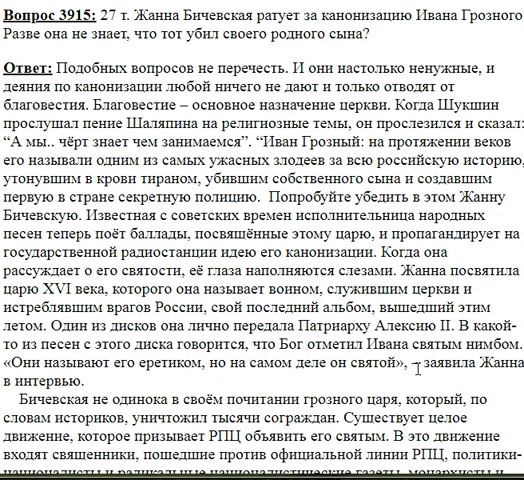 Вопрос 3915: 27 т. Жанна Бичевская ратует за канонизацию Ивана Грозного
Разве она не знает, что тот убил своего родного сына?
Ответ: Подобных вопросов не перечесть. И они настолько ненужные, и
деяния по канонизации любой ничего не дают и только отводят от
благовестия. Благовестие – основное назначение церкви. Когда Шукшин
прослушал пение Шаляпина на религиозные темы, он прослезился и сказал:
“А мы.. чёрт знает чем занимаемся”. “Иван Грозный: на протяжении веков
его называли одним из самых ужасных злодеев за всю российскую историю,
утонувшим в крови тираном, убившим собственного сына и создавшим
первую в стране секретную полицию. Попробуйте убедить в этом Жанну
Бичевскую. Известная с советских времен исполнительница народных
песен теперь поёт баллады, посвящённые этому царю, и пропагандирует на
государственной радиостанции идею его канонизации. Когда она
рассуждает о его святости, её глаза наполняются слезами. Жанна посвятила
царю XVI века, которого она называет воином, служившим церкви и
истреблявшим врагов России, свой последний альбом, вышедший этим
летом. Один из дисков она лично передала Патриарху Алексию II. В какой-
то из песен с этого диска говорится, что Бог отметил Ивана святым нимбом.
«Они называют его еретиком, но на самом деле он святой», – заявила Жанна
в интервью.
Бичевская не одинока в своём почитании грозного царя, который, по
словам историков, уничтожил тысячи сограждан. Существует целое
движение, которое призывает РПЦ объявить его святым. В это движение
входят священники, пошедшие против официальной линии РПЦ, политики-
националисты и радикальные националистические газеты, монархисты и